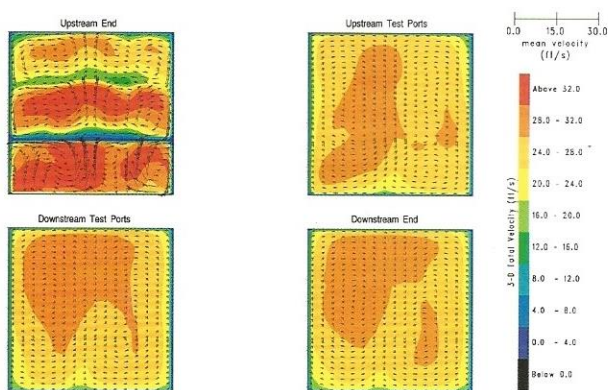 Upstream End
Upstream Test Ports
0.0 15.0 30.0
mean velocity
(fl/s)
Downstream Test Ports
Downstream End
3-D Total Velocity (fl/s)
Above 32.0
28.0 - 32.0
24.0 - 28.0
20.0 - 24.0
16.0 - 20.0
12.0 - 16.0
8.0 - 12.0
4.0 - 8.0
0.0 - 4.0
Below 0.0